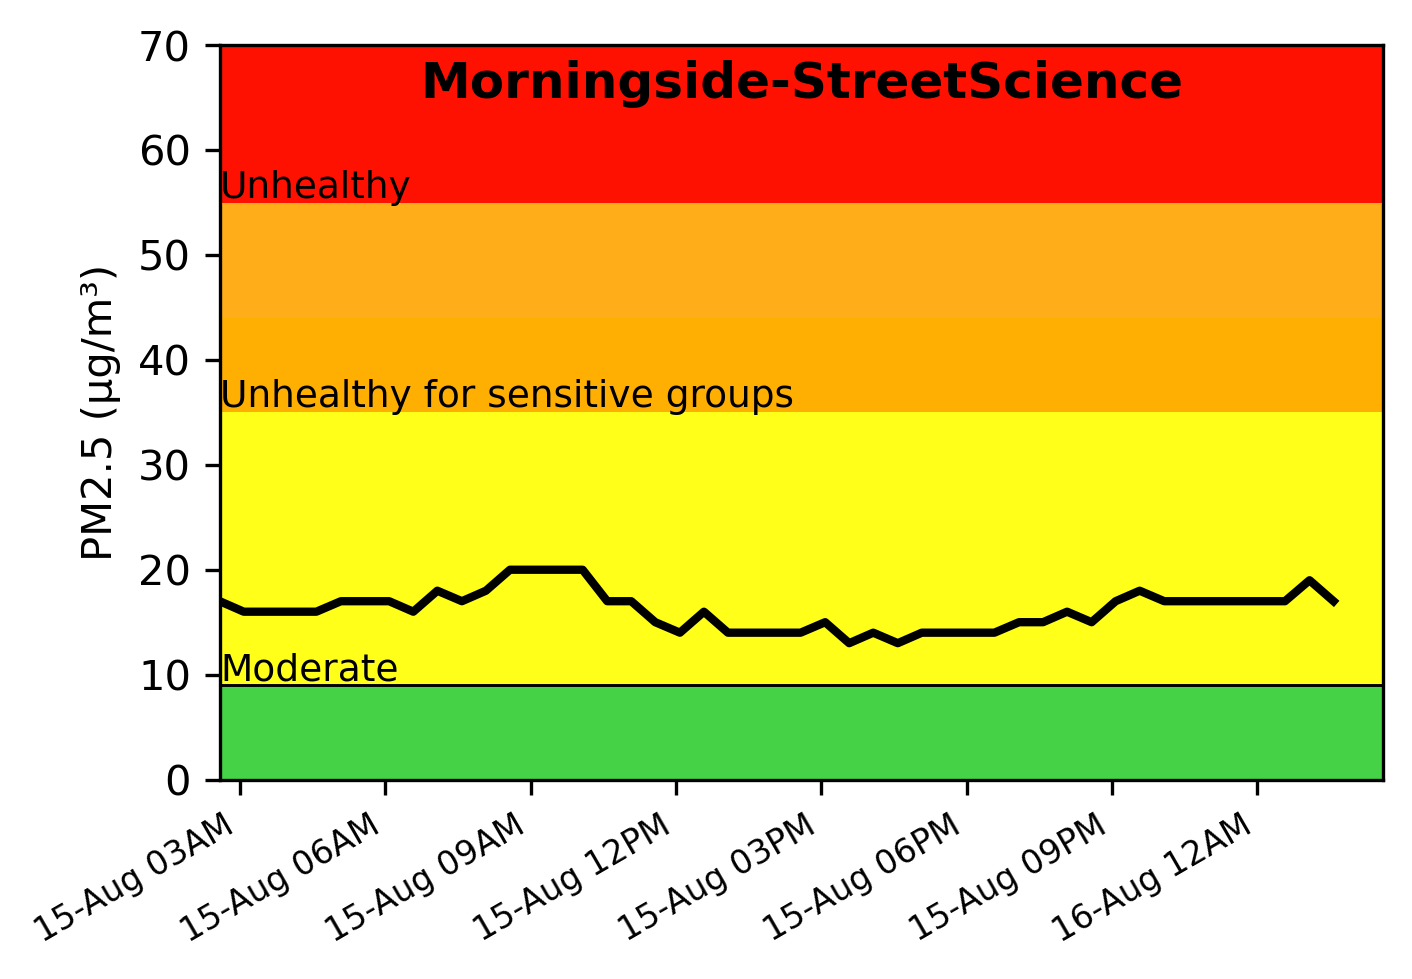 Morningside-StreetScience
PM2.5 (µg/m³)
70
60
50
40
30
20
10
0
Unhealthy
Unhealthy for sensitive groups
Moderate
15-Aug 03AM
15-Aug 06AM
15-Aug 09AM
15-Aug 12PM
15-Aug 03PM
15-Aug 06PM
15-Aug 09PM
16-Aug 12AM